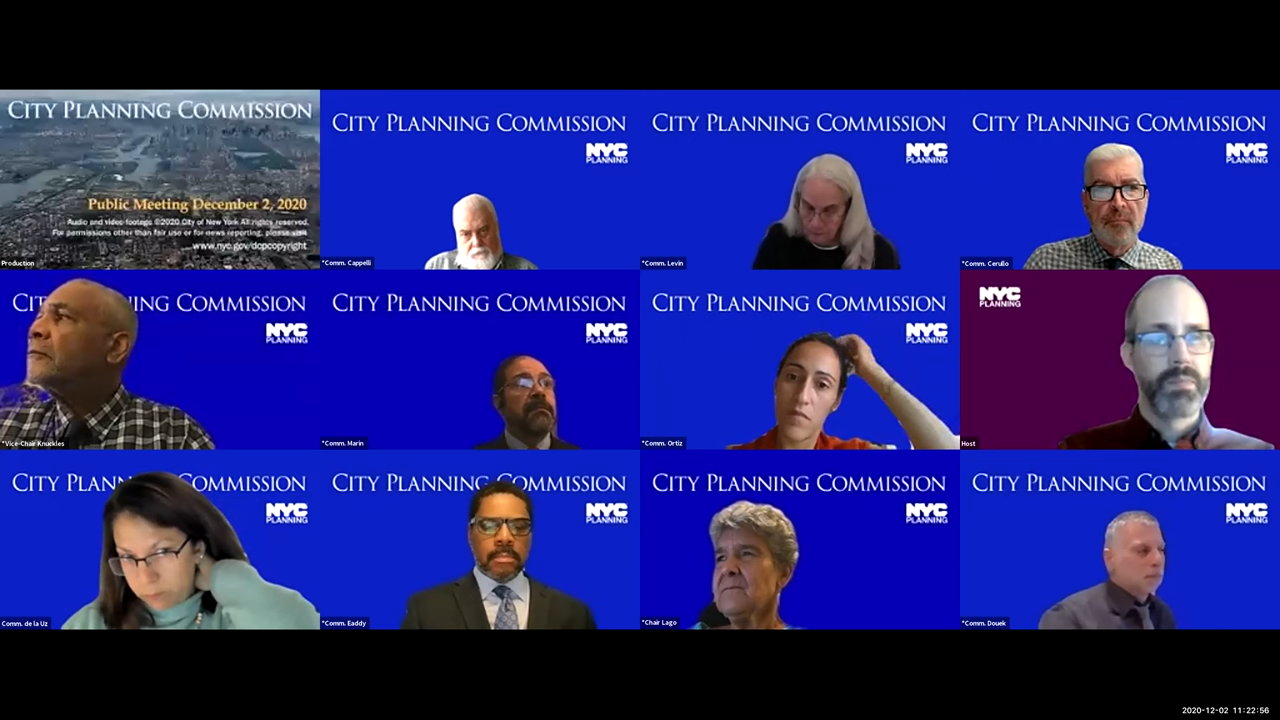 CITY PLANNING COMMISSION
Public Meeting December 2, 2020
Audio and video footage ©2020 City of New York All rights reserved.
For permissions other than fair use or for news reporting, please visit
www.nyc.gov/dcpcopyright
Production
CITY PLANNING COMMISSION
NYC
PLANNING
*Comm. Cappelli
CITY PLANNING COMMISSION
NYC
PLANNING
*Comm. Levin
CITY PLANNING COMMISSION
NYC
PLANNING
*Comm. Cerullo
CIT NING COMMISSION
NYC
PLANNING
*Vice-Chair Knuckles
CITY PLANNING COMMISSION
NYC
PLANNING
*Comm. Marin
CITY PLANNING COMMISSION
NYC
PLANNING
*Comm. Ortiz
NYC
PLANNING
Host
CITY PLANN OMMISSION
NYC
PLANNING
Comm. de la Uz
CITY PLANNING COMMISSION
NYC
PLANNING
*Comm. Eaddy
CITY PLANNING COMMISSION
NYC
PLANNING
*Chair Lago
CITY PLANNING COMMISSION
NYC
PLANNING
*Comm. Douek
2020-12-02 11:22:56